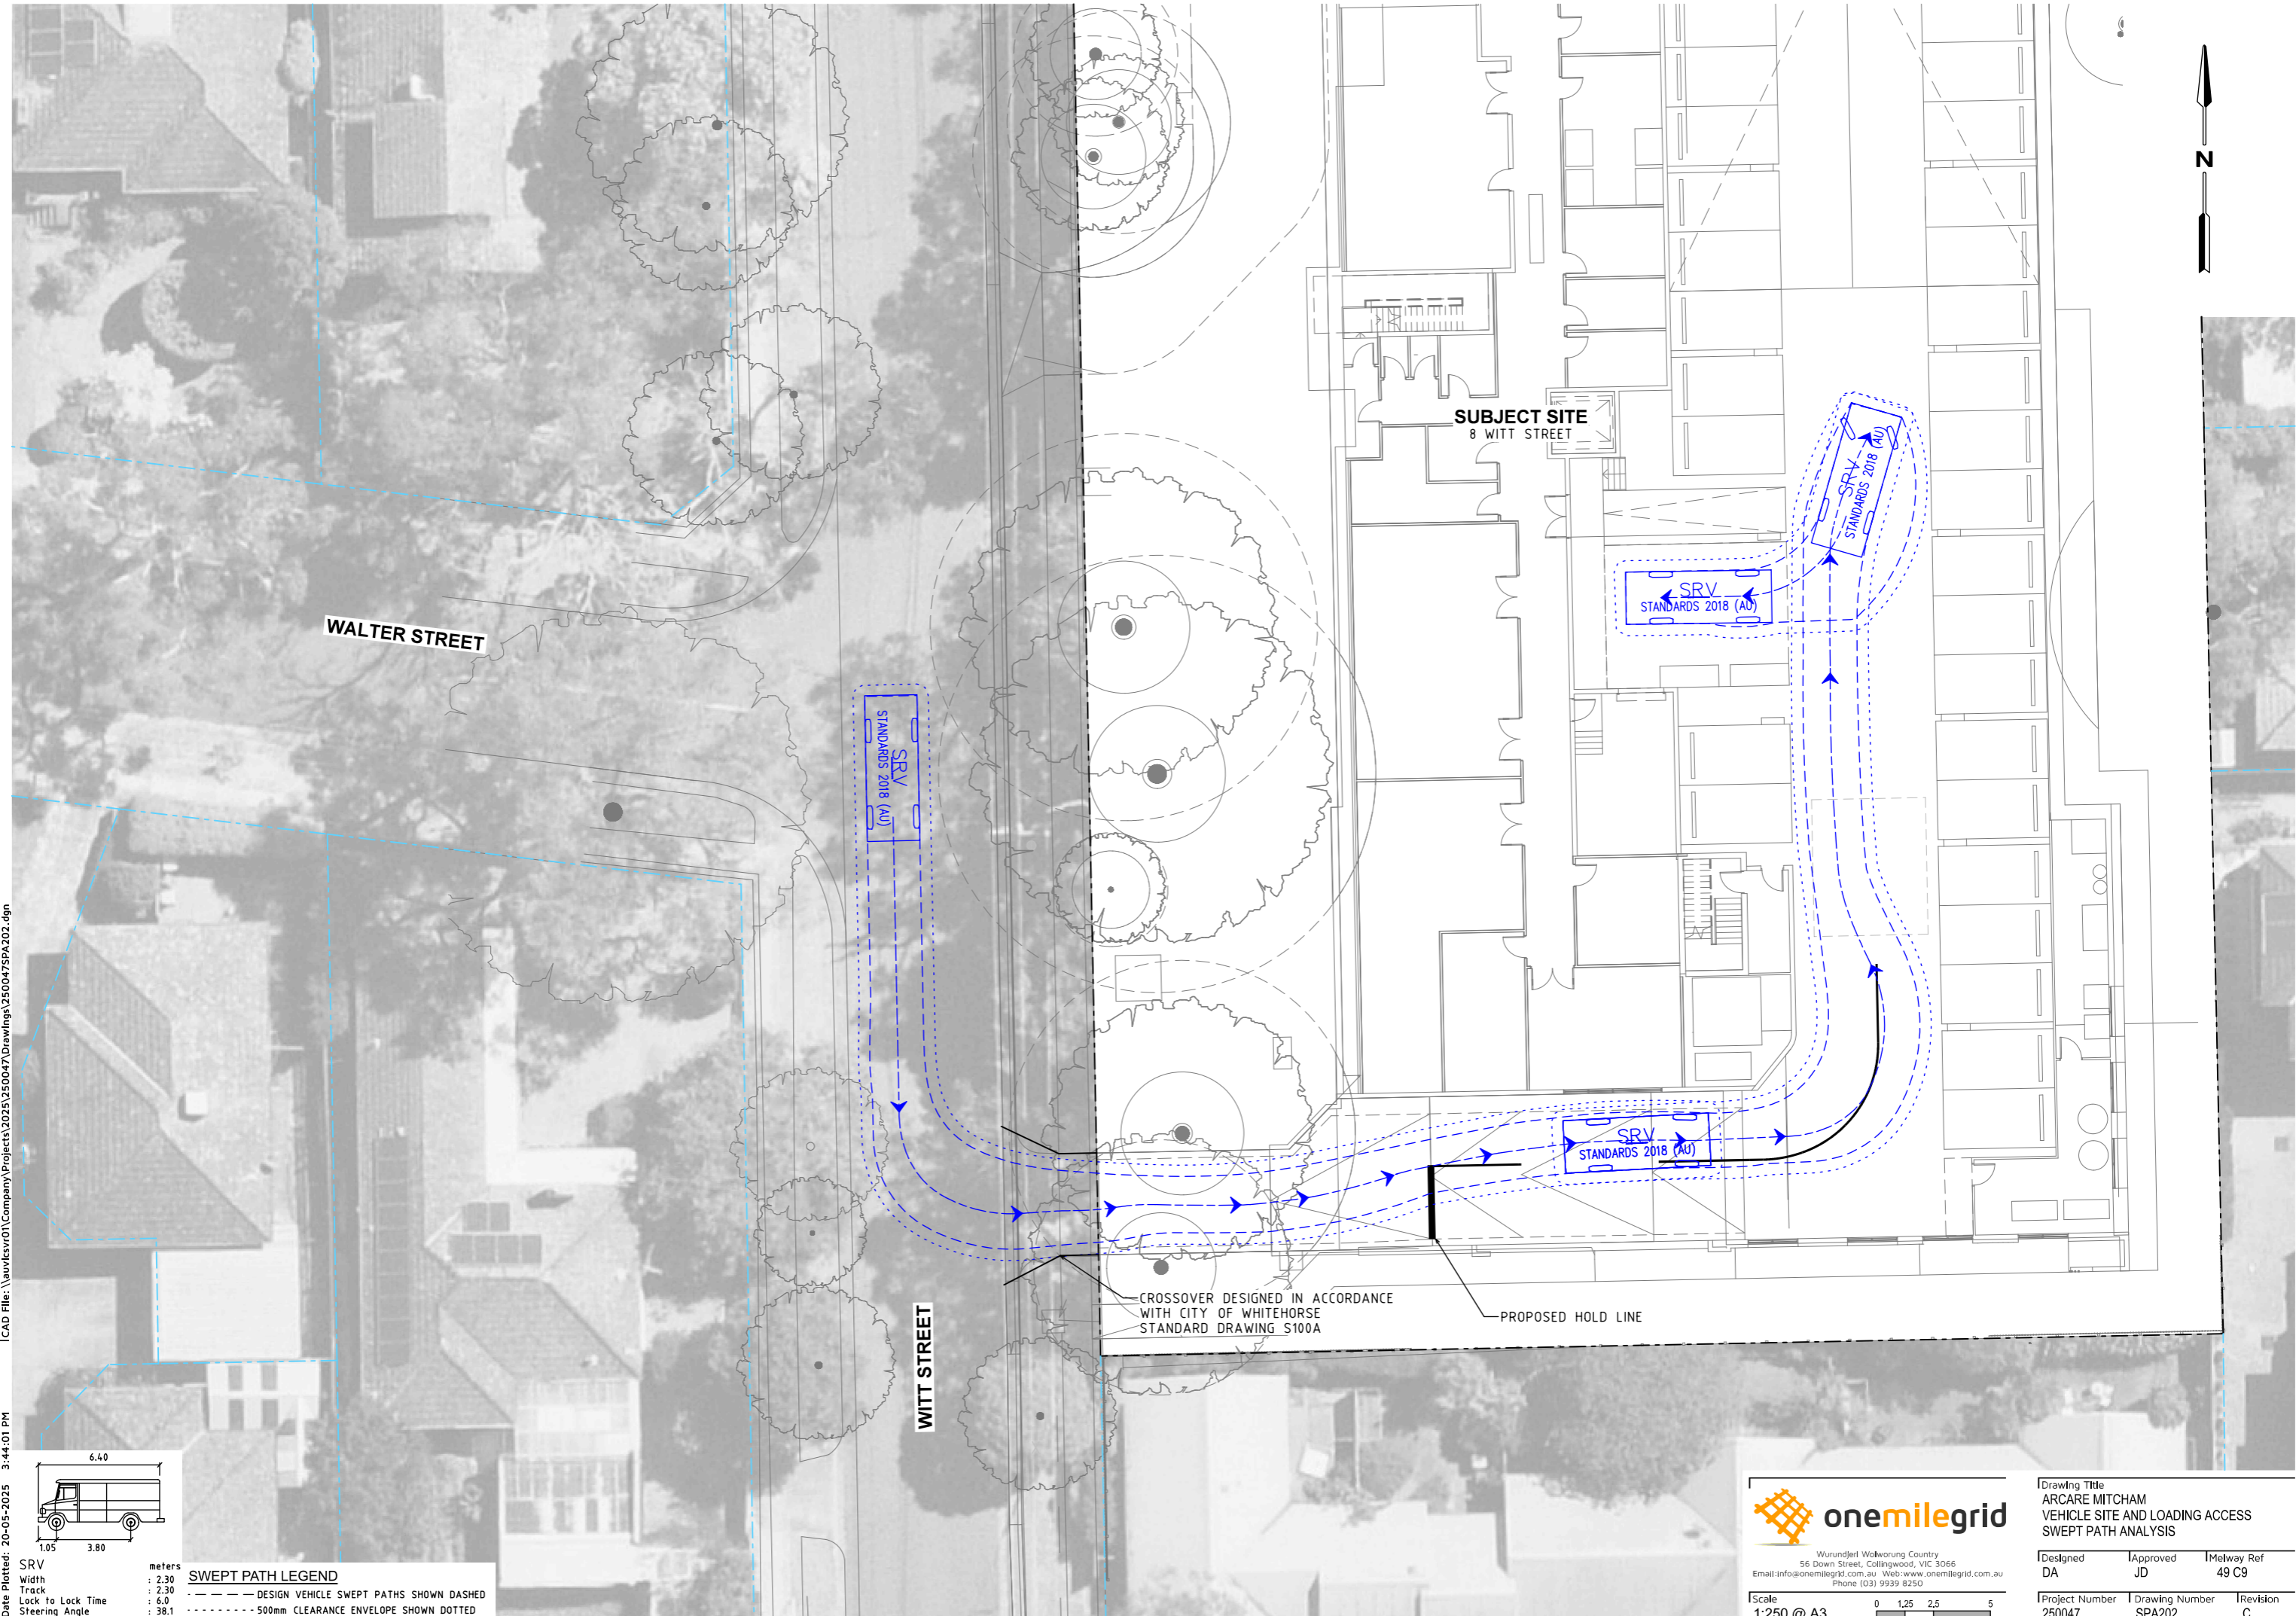 SUBJECT SITE
8 WITT STREET
N
WALTER STREET
WITT STREET
SRV
STANDARDS 2018 (AU)
SRV
STANDARDS 2018 (AU)
SRV
STANDARDS 2018 (AU)
SRV
STANDARDS 2018 (AU)
CROSSOVER DESIGNED IN ACCORDANCE
WITH CITY OF WHITEHORSE
STANDARD DRAWING S100A
PROPOSED HOLD LINE
CAD File: \\auvicsvr01\Company\Projects\2025\250047\Drawings\250047SPA202.dgn
Date Plotted: 20-05-2025 3:44:01 PM
6.40
1.05 3.80
SRV
meters
Width : 2.30
Track : 2.30
Lock to Lock Time : 6.0
Steering Angle : 38.1
SWEPT PATH LEGEND
DESIGN VEHICLE SWEPT PATHS SHOWN DASHED
500mm CLEARANCE ENVELOPE SHOWN DOTTED
onemilegrid
Wurundjeri Woiworung Country
56 Down Street, Collingwood, VIC 3066
Email:info@onemilegrid.com.au Web:www.onemilegrid.com.au
Phone (03) 9939 8250
Scale
1:250 @ A3
0 1.25 2.5 5
Drawing Title
ARCARE MITCHAM
VEHICLE SITE AND LOADING ACCESS
SWEPT PATH ANALYSIS
Designed Approved Melway Ref
DA JD 49 C9
Project Number Drawing Number Revision
250047 SPA202 C